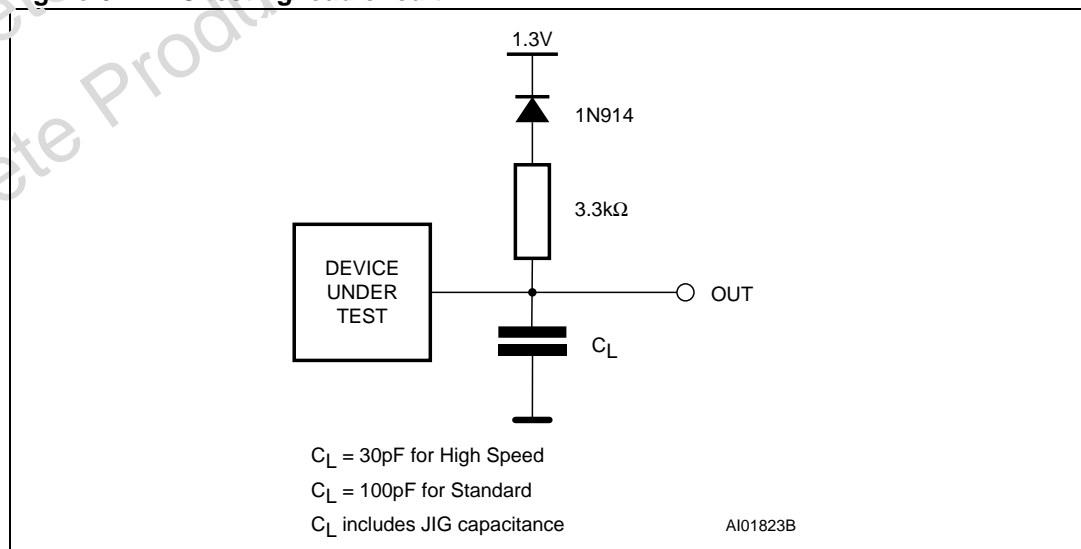 1.3V
1N914
3.3kΩ
DEVICE
UNDER
TEST
OUT
CL
CL = 30pF for High Speed
CL = 100pF for Standard
CL includes JIG capacitance
AI01823B